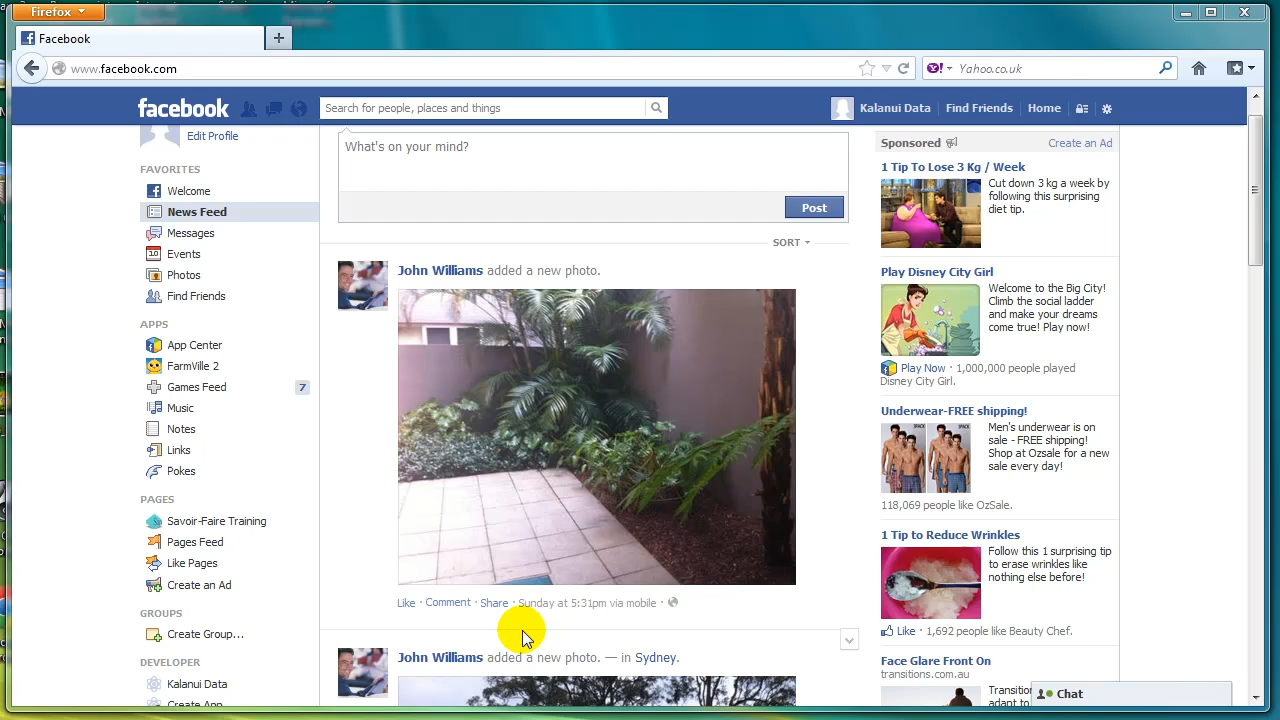 Firefox
Facebook
www.facebook.com
Yahoo.co.uk
facebook
Search for people, places and things
Kalanui Data
Find Friends
Home
Edit Profile
FAVORITES
Welcome
News Feed
Messages
Events
Photos
Find Friends
APPS
App Center
FarmVille 2
Games Feed
7
Music
Notes
Links
Pokes
PAGES
Savoir-Faire Training
Pages Feed
Like Pages
Create an Ad
GROUPS
Create Group...
DEVELOPER
Kalanui Data
Create App
What's on your mind?
Post
SORT
John Williams added a new photo.
Like · Comment · Share · Sunday at 5:31pm via mobile ·
John Williams added a new photo. — in Sydney.
Sponsored
Create an Ad
1 Tip To Lose 3 Kg / Week
Cut down 3 kg a week by
following this surprising
diet tip.
Play Disney City Girl
Welcome to the Big City!
Climb the social ladder
and make your dreams
come true! Play now!
Play Now · 1,000,000 people played
Disney City Girl.
Underwear-FREE shipping!
Men's underwear is on
sale - FREE shipping!
Shop at Ozsale for a new
sale every day!
118,069 people like OzSale.
1 Tip to Reduce Wrinkles
Follow this 1 surprising tip
to erase wrinkles like
nothing else before!
Like · 1,692 people like Beauty Chef.
Face Glare Front On
transitions.com.au
Transition
adapt to
Chat